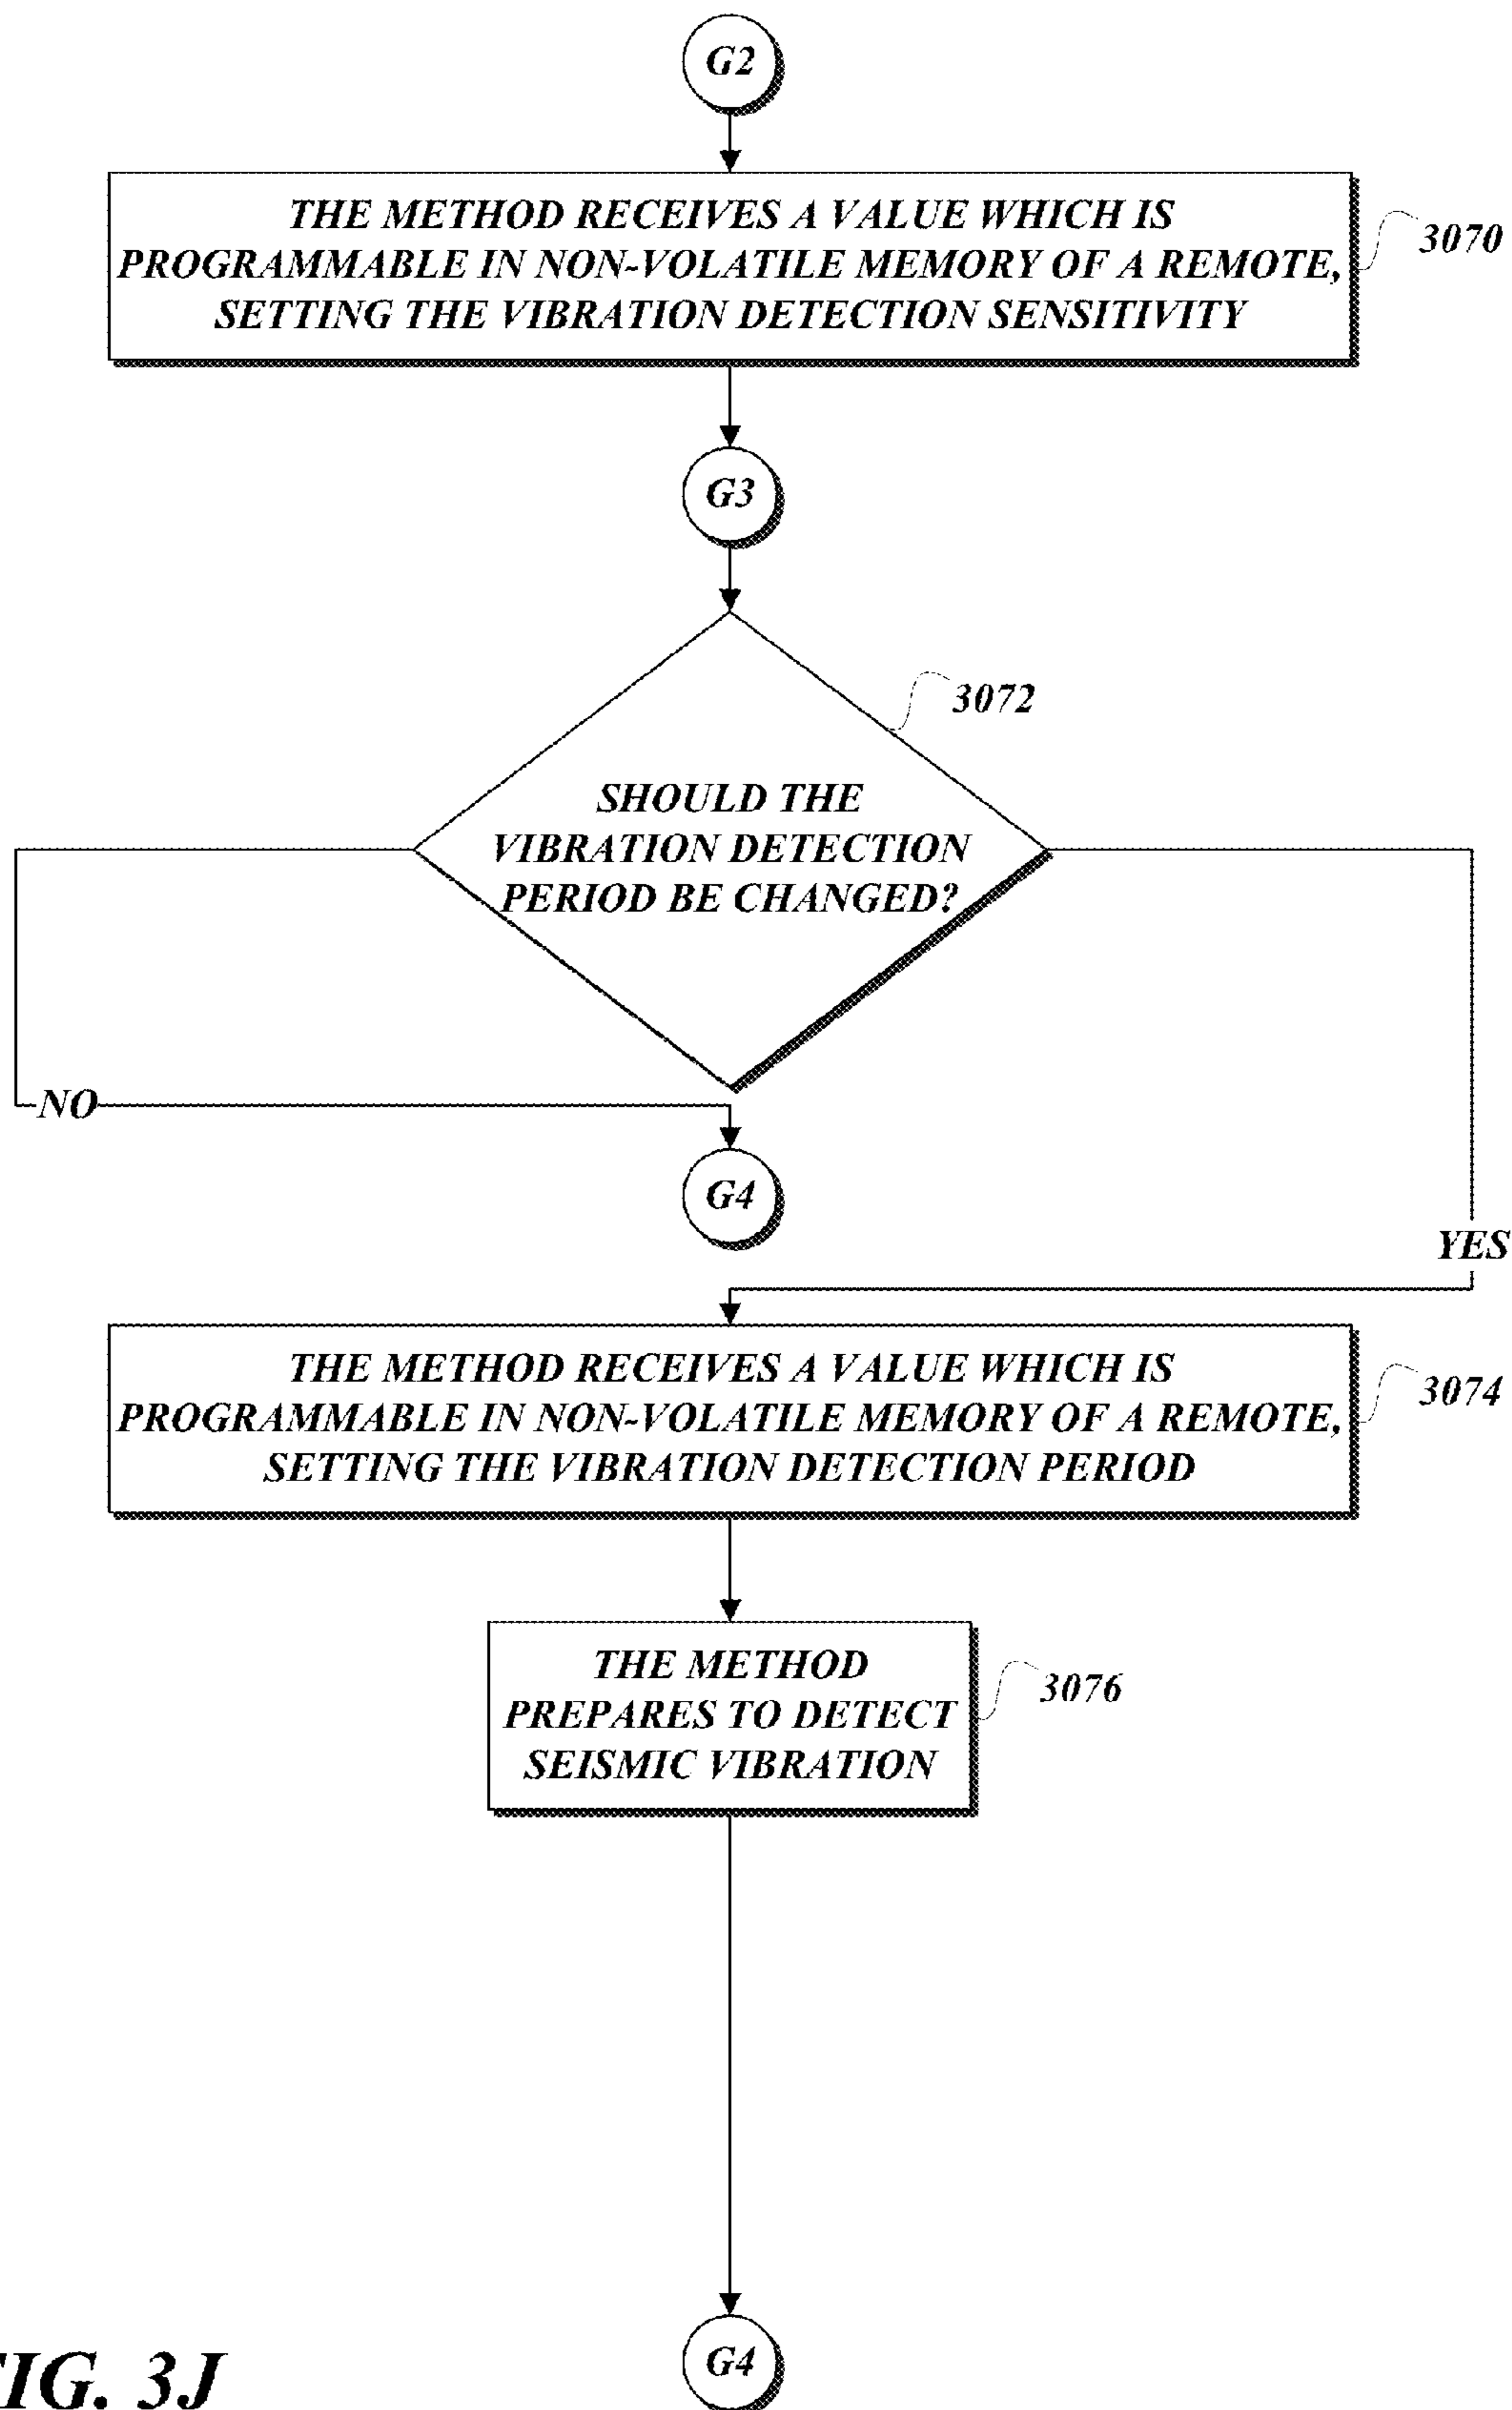 G2
THE METHOD RECEIVES A VALUE WHICH IS
PROGRAMMABLE IN NON-VOLATILE MEMORY OF A REMOTE,
SETTING THE VIBRATION DETECTION SENSITIVITY
3070
G3
3072
SHOULD THE
VIBRATION DETECTION
PERIOD BE CHANGED?
NO
G4
YES
THE METHOD RECEIVES A VALUE WHICH IS
PROGRAMMABLE IN NON-VOLATILE MEMORY OF A REMOTE,
SETTING THE VIBRATION DETECTION PERIOD
3074
THE METHOD
PREPARES TO DETECT
SEISMIC VIBRATION
3076
G4
IG. 3J